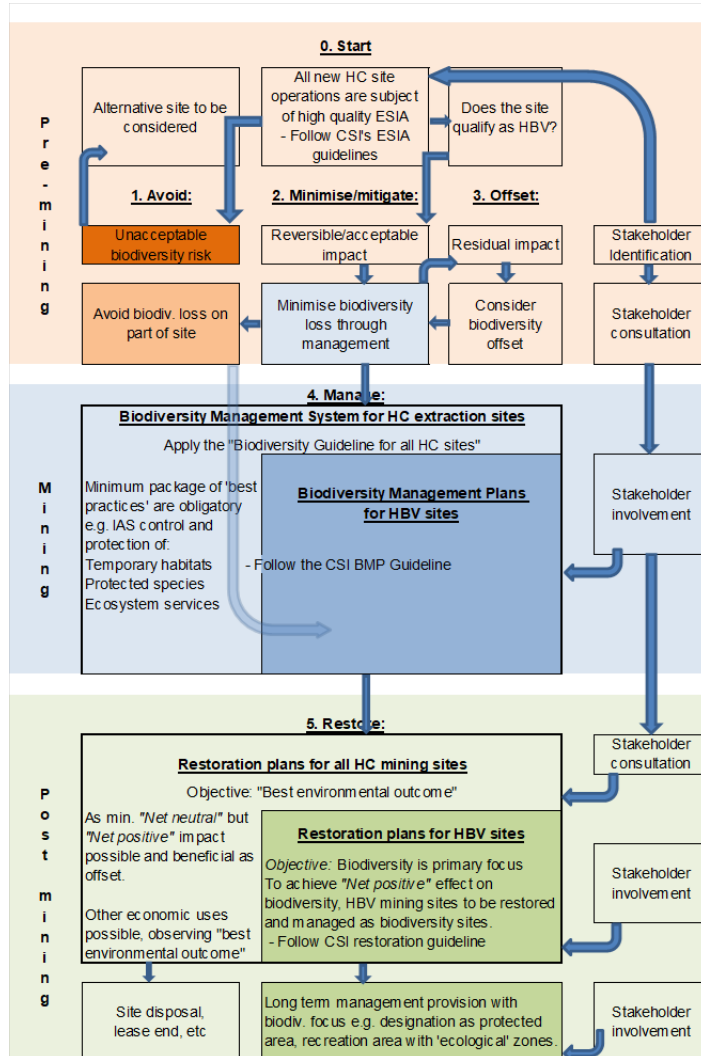 0. Start
Alternative site to be
considered
All new HC site
operations are subject
of high quality ESIA
- Follow CSI's ESIA
guidelines
Does the site
qualify as HBV?
Pre-mining
1. Avoid:
2. Minimise/mitigate:
3. Offset:
Unacceptable
biodiversity risk
Reversible/acceptable
impact
Residual impact
Stakeholder
Identification
Avoid biodiv. loss on
part of site
Minimise biodiversity
loss through
management
Consider
biodiversity
offset
Stakeholder
consultation
Mining
4. Manage:
Biodiversity Management System for HC extraction sites
Apply the "Biodiversity Guideline for all HC sites"
Minimum package of 'best
practices' are obligatory
e.g. IAS control and
protection of:
Temporary habitats
Protected species
Ecosystem services
Biodiversity Management Plans
for HBV sites
- Follow the CSI BMP Guideline
Stakeholder
involvement
Post mining
5. Restore:
Restoration plans for all HC mining sites
Objective: "Best environmental outcome"
As min. "Net neutral" but
"Net positive" impact
possible and beneficial as
offset.
Other economic uses
possible, observing "best
environmental outcome"
Restoration plans for HBV sites
Objective: Biodiversity is primary focus
To achieve "Net positive" effect on
biodiversity, HBV mining sites to be restored
and managed as biodiversity sites.
- Follow CSI restoration guideline
Stakeholder
consultation
Stakeholder
involvement
Site disposal,
lease end, etc
Long term management provision with
biodiv. focus e.g. designation as protected
area, recreation area with 'ecological' zones.
Stakeholder
involvement